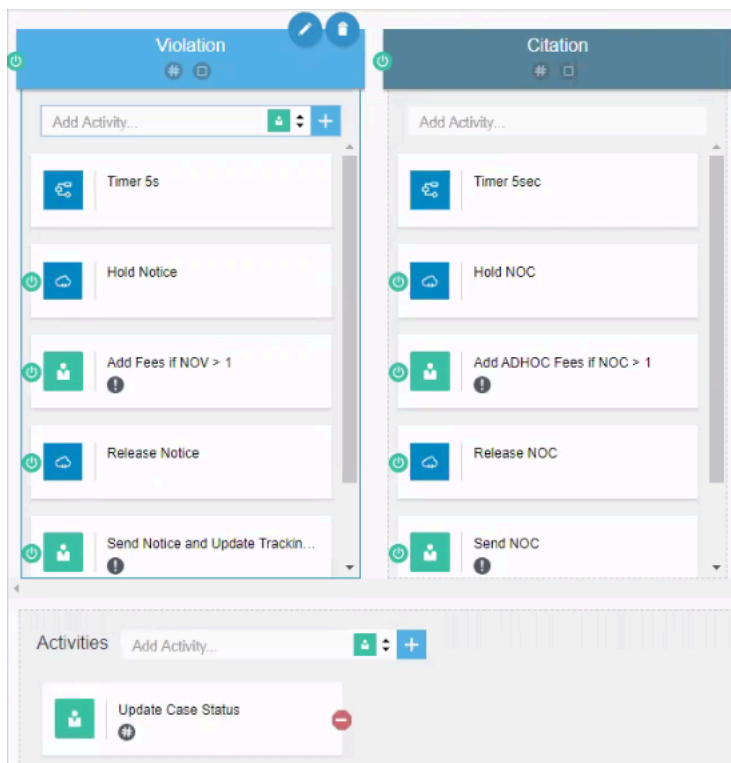 Violation
Add Activity...
Timer 5s
Hold Notice
Add Fees if NOV > 1
Release Notice
Send Notice and Update Trackin...
Citation
Add Activity...
Timer 5sec
Hold NOC
Add ADHOC Fees if NOC > 1
Release NOC
Send NOC
Activities
Add Activity...
Update Case Status